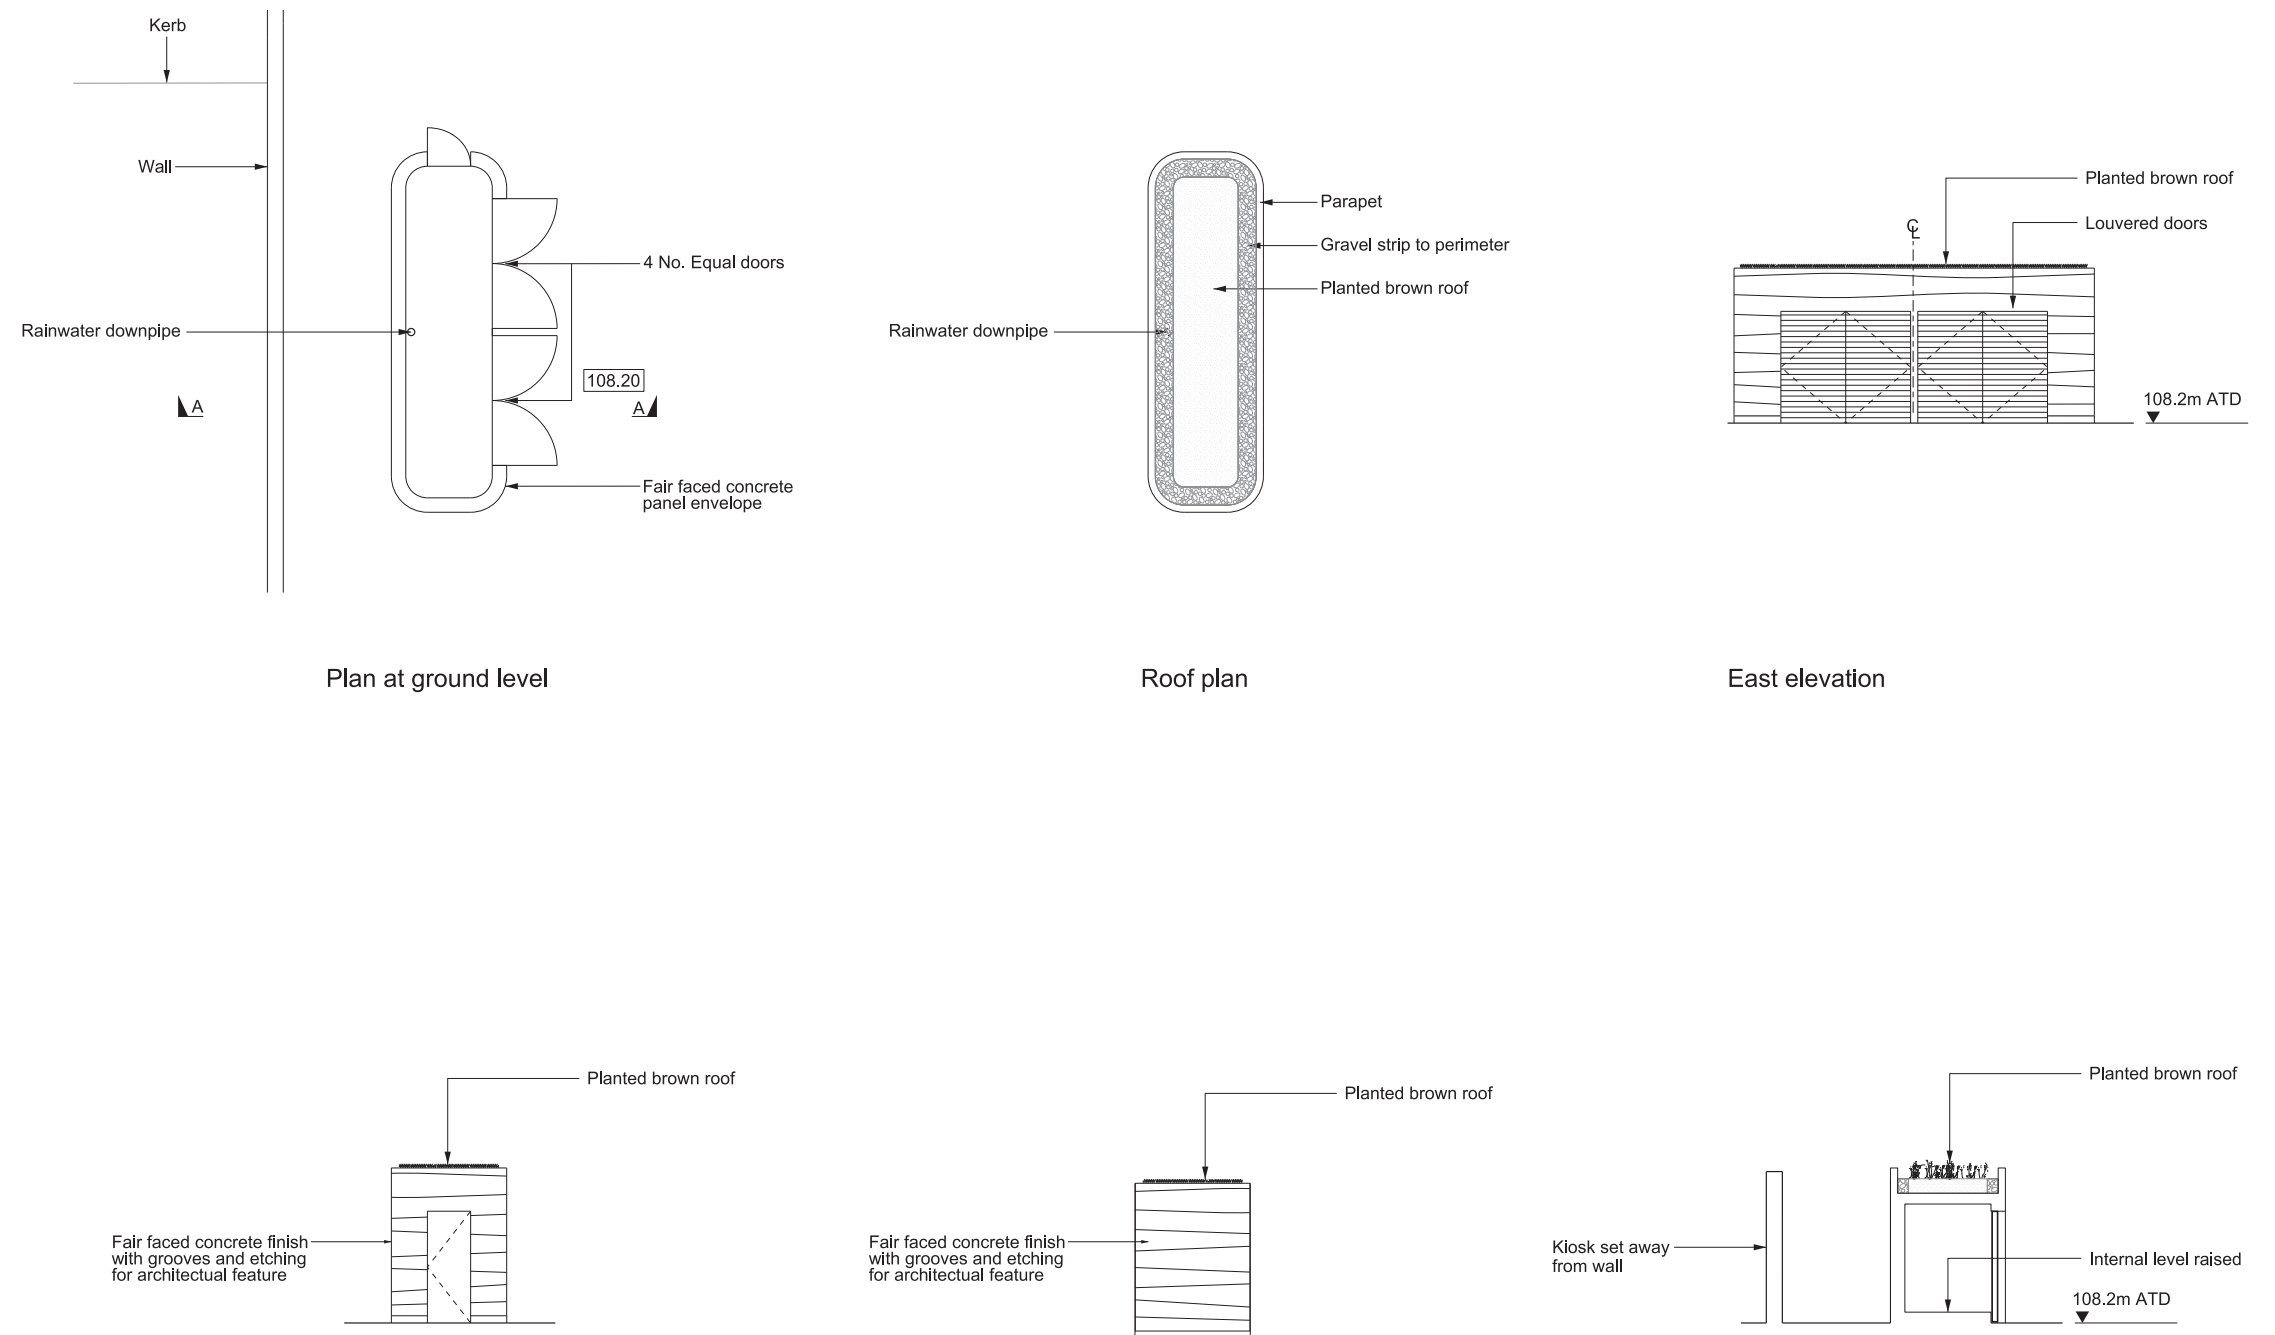 Kerb
Wall
4 No. Equal doors
Rainwater downpipe
108.20
A
A
Fair faced concrete
panel envelope
Plan at ground level
Parapet
Gravel strip to perimeter
Planted brown roof
Rainwater downpipe
Roof plan
Planted brown roof
Louvered doors
CL
108.2m ATD
East elevation
Planted brown roof
Fair faced concrete finish
with grooves and etching
for architectual feature
Planted brown roof
Fair faced concrete finish
with grooves and etching
for architectual feature
Planted brown roof
Kiosk set away
from wall
Internal level raised
108.2m ATD